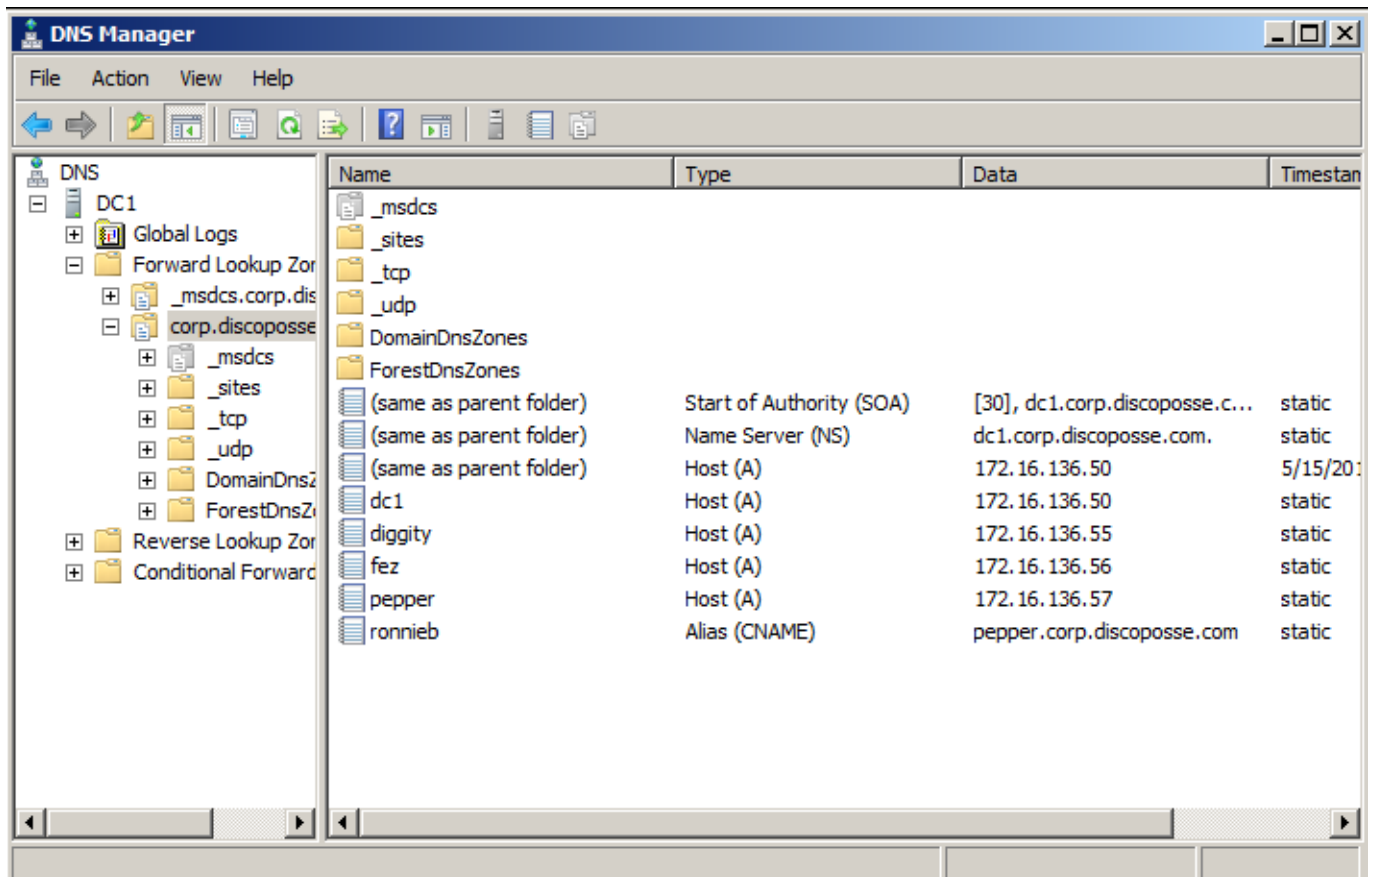 DNS Manager
File Action View Help
DNS
DC1
Global Logs
Forward Lookup Zor
_msdcs.corp.dis
corp.discoposse
_msdcs
_sites
_tcp
_udp
DomainDnsZ
ForestDnsZ
Reverse Lookup Zor
Conditional Forward
Name Type Data Timestam
_msdcs
_sites
_tcp
_udp
DomainDnsZones
ForestDnsZones
(same as parent folder) Start of Authority (SOA) [30], dc1.corp.discoposse.c... static
(same as parent folder) Name Server (NS) dc1.corp.discoposse.com. static
(same as parent folder) Host (A) 172.16.136.50 5/15/201
dc1 Host (A) 172.16.136.50 static
diggity Host (A) 172.16.136.55 static
fez Host (A) 172.16.136.56 static
pepper Host (A) 172.16.136.57 static
ronnieb Alias (CNAME) pepper.corp.discoposse.com static